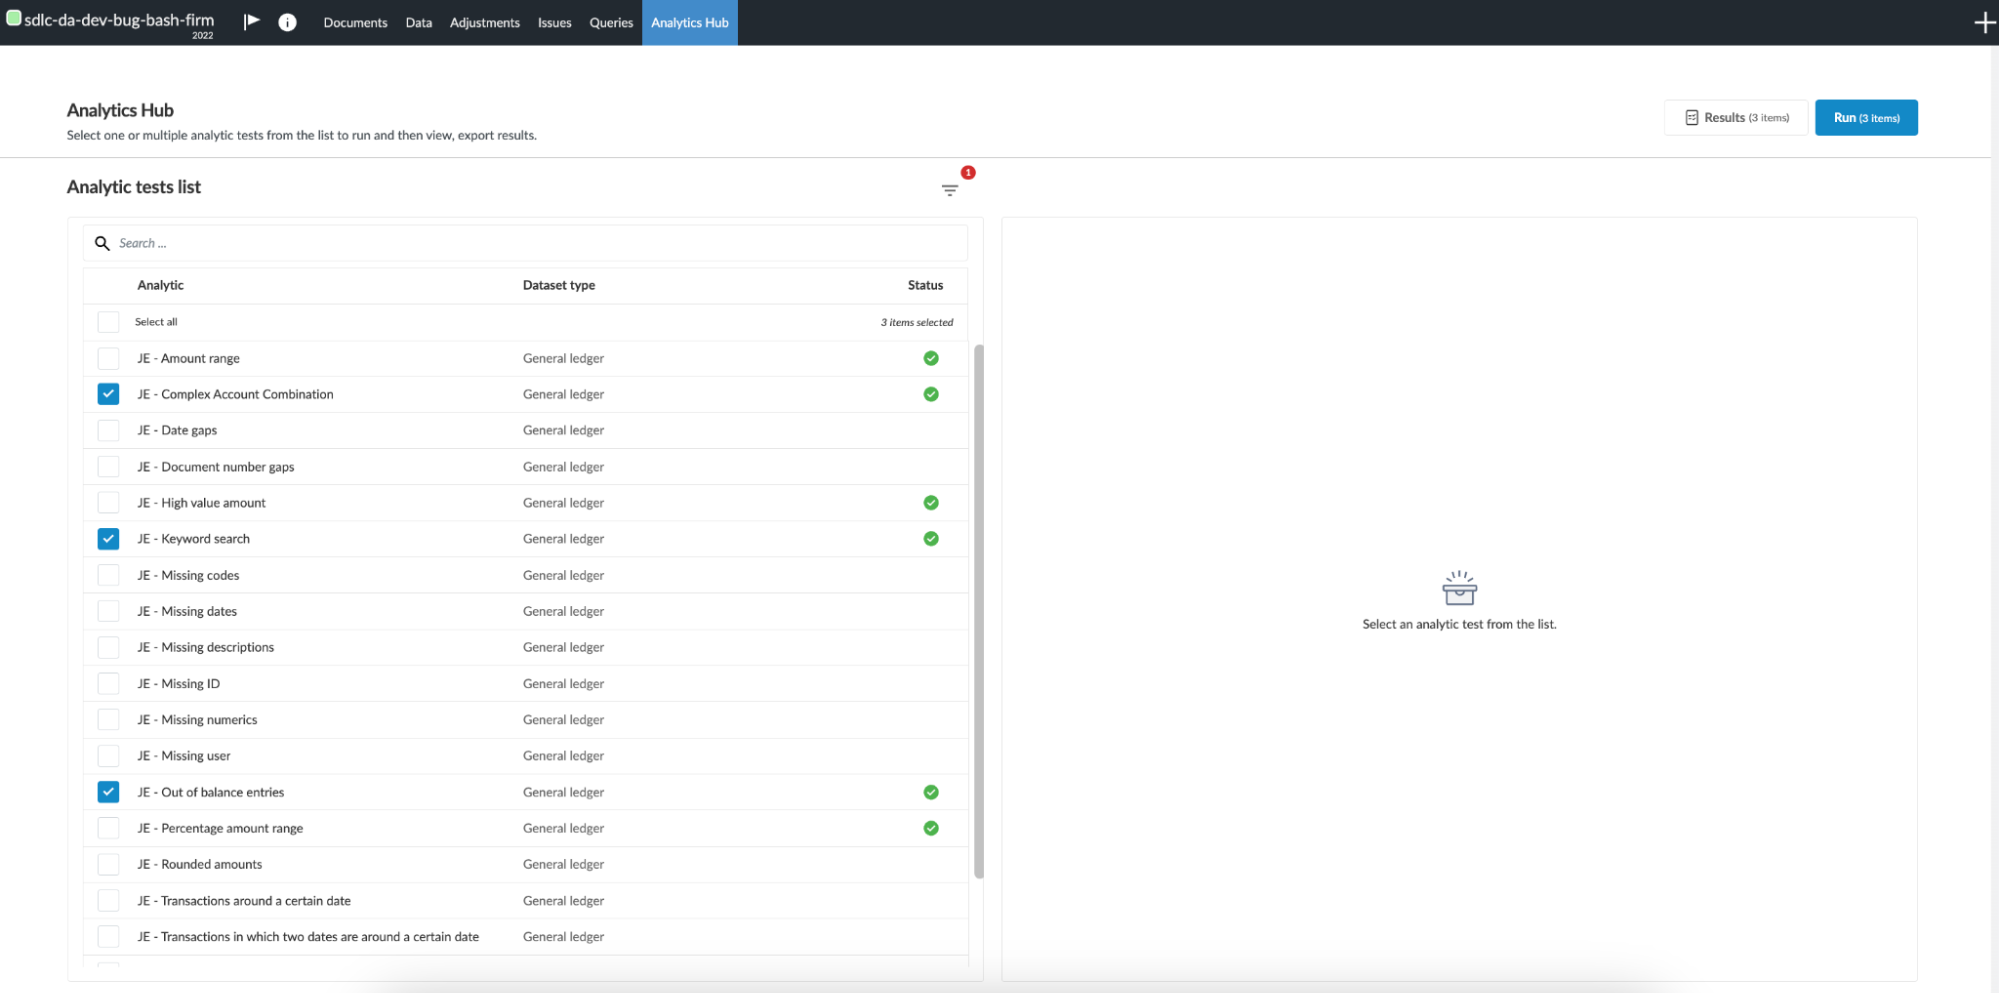 sdlc-da-dev-bug-bash-firm
2022
Documents Data Adjustments Issues Queries Analytics Hub
Analytics Hub
Select one or multiple analytic tests from the list to run and then view, export results.
Results (3 items) Run (3 items)
Analytic tests list
1
Search ...
Analytic Dataset type Status
Select all 3 items selected
JE - Amount range General ledger
JE - Complex Account Combination General ledger
JE - Date gaps General ledger
JE - Document number gaps General ledger
JE - High value amount General ledger
JE - Keyword search General ledger
JE - Missing codes General ledger
JE - Missing dates General ledger
JE - Missing descriptions General ledger
JE - Missing ID General ledger
JE - Missing numerics General ledger
JE - Missing user General ledger
JE - Out of balance entries General ledger
JE - Percentage amount range General ledger
JE - Rounded amounts General ledger
JE - Transactions around a certain date General ledger
JE - Transactions in which two dates are around a certain date General ledger
Select an analytic test from the list.